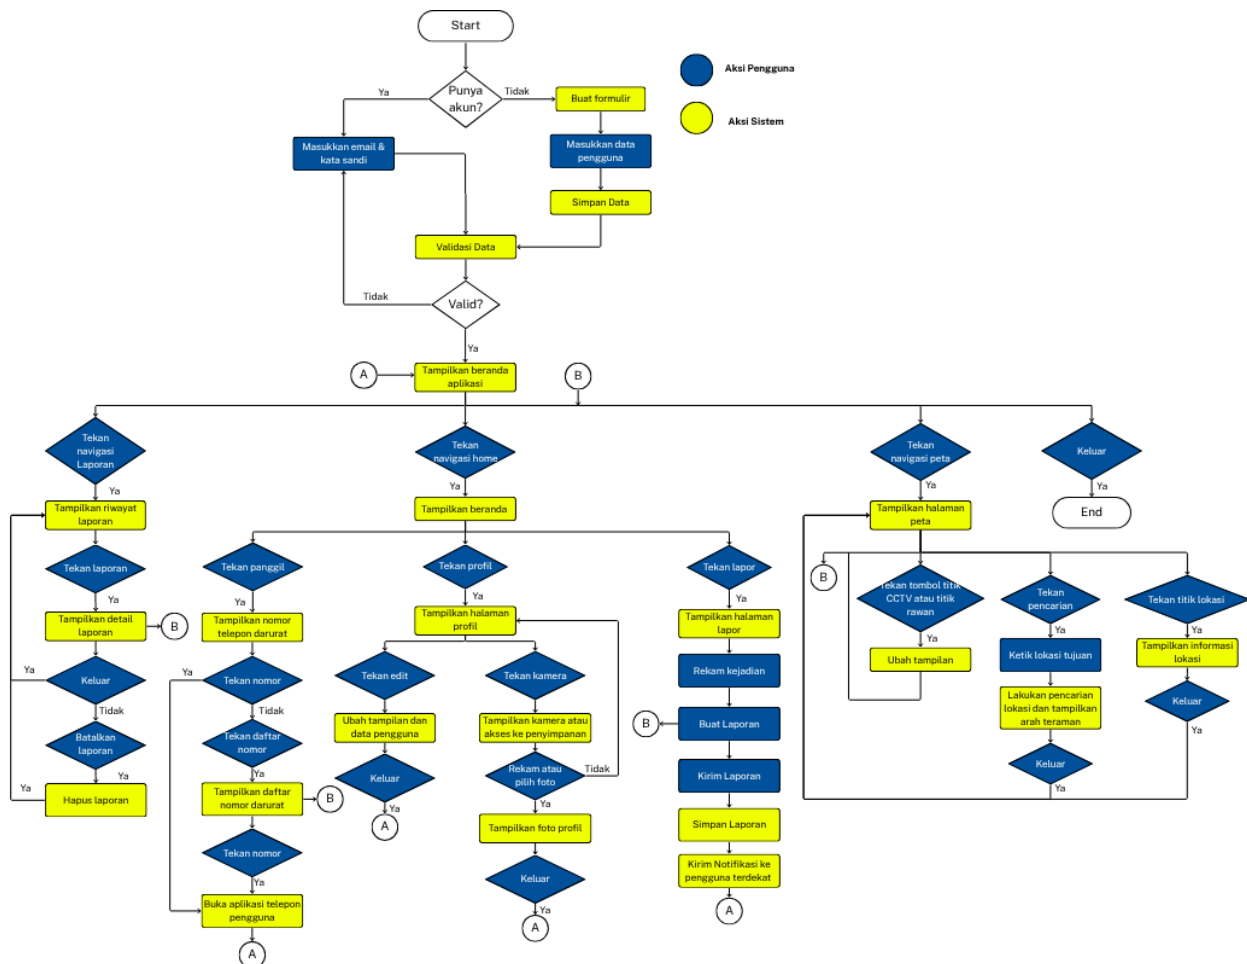 Start
Aksi Pengguna
Aksi Sistem
Punya
akun?
Ya
Tidak
Buat formulir
Masukkan email &
kata sandi
Masukkan data
pengguna
Simpan Data
Validasi Data
Valid?
Tidak
Ya
A
Tampilkan beranda
aplikasi
B
Tekan
navigasi
Laporan
Tekan
navigasi home
Tekan
navigasi peta
Keluar
Ya
Ya
Ya
Ya
Tampilkan riwayat
laporan
Tampilkan beranda
Tampilkan halaman
peta
End
Tekan laporan
Ya
Tampilkan detail
laporan
B
Keluar
Ya
Tidak
Batalkan
laporan
Ya
Hapus laporan
Ya
Tekan panggil
Ya
Tampilkan nomor
telepon darurat
Tekan nomor
Ya
Tidak
Tekan daftar
nomor
Ya
Tampilkan daftar
nomor darurat
B
Tekan nomor
Ya
Buka aplikasi telepon
pengguna
A
Tekan profil
Ya
Tampilkan halaman
profil
Tekan edit
Ubah tampilan dan
data pengguna
Keluar
Ya
A
Tekan kamera
Tampilkan kamera atau
akses ke penyimpanan
Rekam atau
pilih foto
Tidak
Ya
Tampilkan foto profil
Keluar
Ya
A
Tekan lapor
Ya
Tampilkan halaman
lapor
Rekam kejadian
Buat Laporan
B
Kirim Laporan
Simpan Laporan
Kirim Notifikasi ke
pengguna terdekat
A
B
Tekan tombol titik
CCTV atau titik
rawan
Ya
Ubah tampilan
Tekan
pencarian
Ya
Ketik lokasi tujuan
Lakukan pencarian
lokasi dan tampilkan
arah teraman
Keluar
Ya
Tekan titik lokasi
Ya
Tampilkan informasi
lokasi
Keluar
Ya